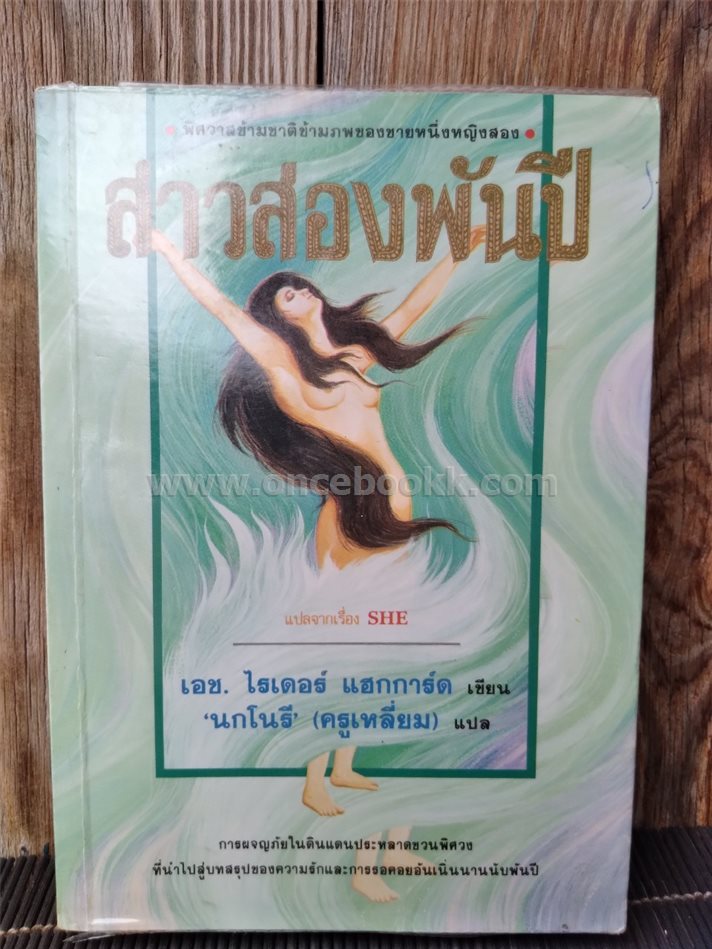 • พิศวาสข้ามชาติข้ามภพของชายหนึ่งหญิงสอง •
สาวสองพันปี
www.oncebookk.com
แปลจากเรื่อง SHE
เอช. ไรเดอร์ แฮกการ์ด เขียน
‘นกโนรี’ (ครูเหลี่ยม) แปล
การผจญภัยในดินแดนประหลาดชวนพิศวง
ที่นำไปสู่บทสรุปของความรักและการรอคอยอันเนิ่นนานนับพันปี